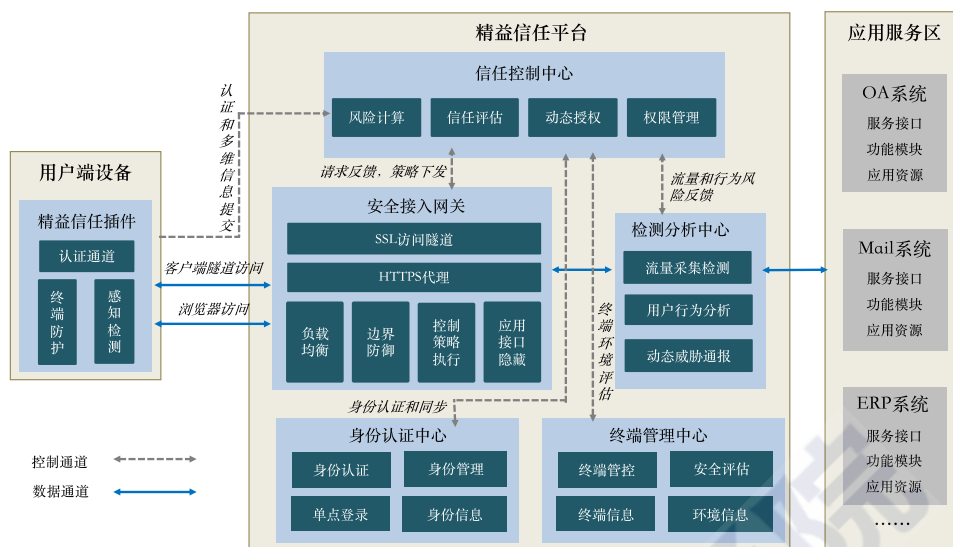 精益信任平台
应用服务区
信任控制中心
风险计算
信任评估
动态授权
权限管理
认证和多维信息提交
请求反馈，策略下发
流量和行为风
险反馈
用户端设备
精益信任插件
认证通道
终端防护
感知检测
客户端隧道访问
浏览器访问
安全接入网关
SSL访问隧道
HTTPS代理
负载
均衡
边界
防御
控制
策略
执行
应用
接口
隐藏
检测分析中心
流量采集检测
用户行为分析
动态威胁通报
终端环境评估
身份认证和同步
身份认证中心
身份认证
身份管理
单点登录
身份信息
终端管理中心
终端管控
安全评估
终端信息
环境信息
OA系统
服务接口
功能模块
应用资源
Mail系统
服务接口
功能模块
应用资源
ERP系统
服务接口
功能模块
应用资源
……
控制通道
数据通道
院